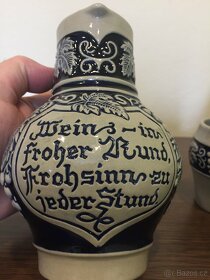 Wein - in
froher Rund,
Frohsinn zu
jeder Stund